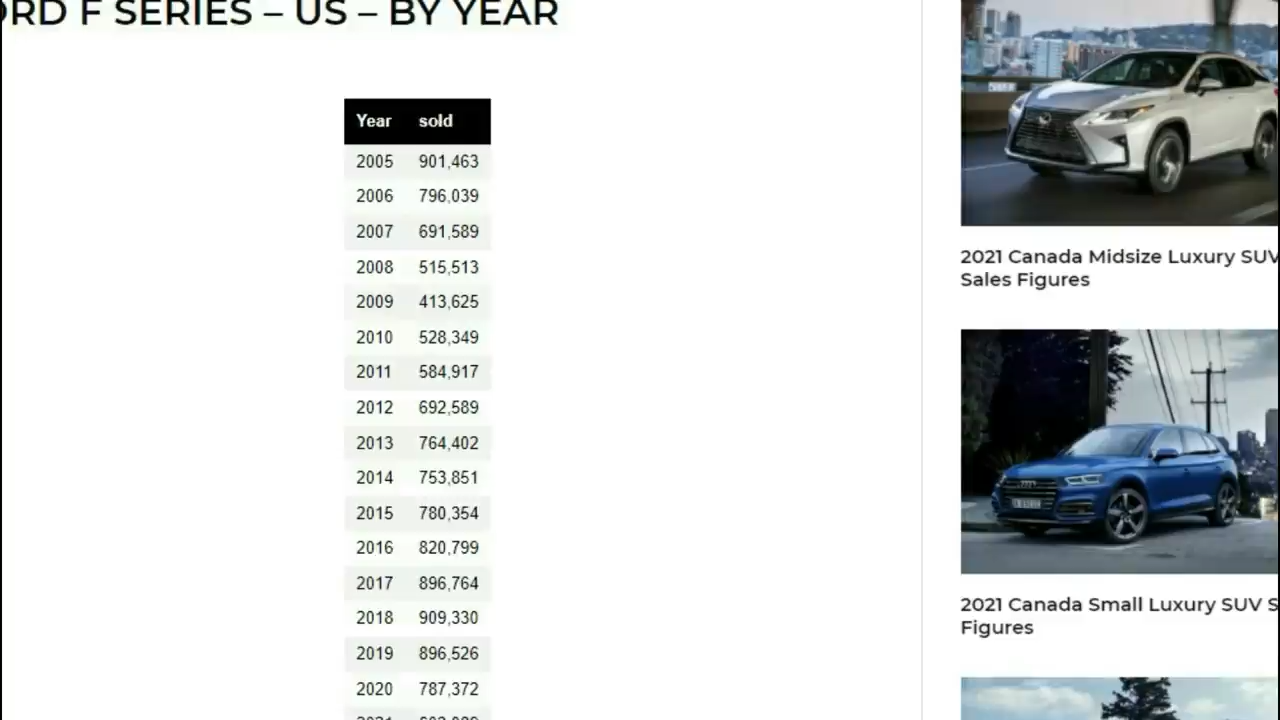 ORD F SERIES – US – BY YEAR
Year sold
2005 901,463
2006 796,039
2007 691,589
2008 515,513
2009 413,625
2010 528,349
2011 584,917
2012 692,589
2013 764,402
2014 753,851
2015 780,354
2016 820,799
2017 896,764
2018 909,330
2019 896,526
2020 787,372
2021 Canada Midsize Luxury SUV
Sales Figures
2021 Canada Small Luxury SUV S
Figures